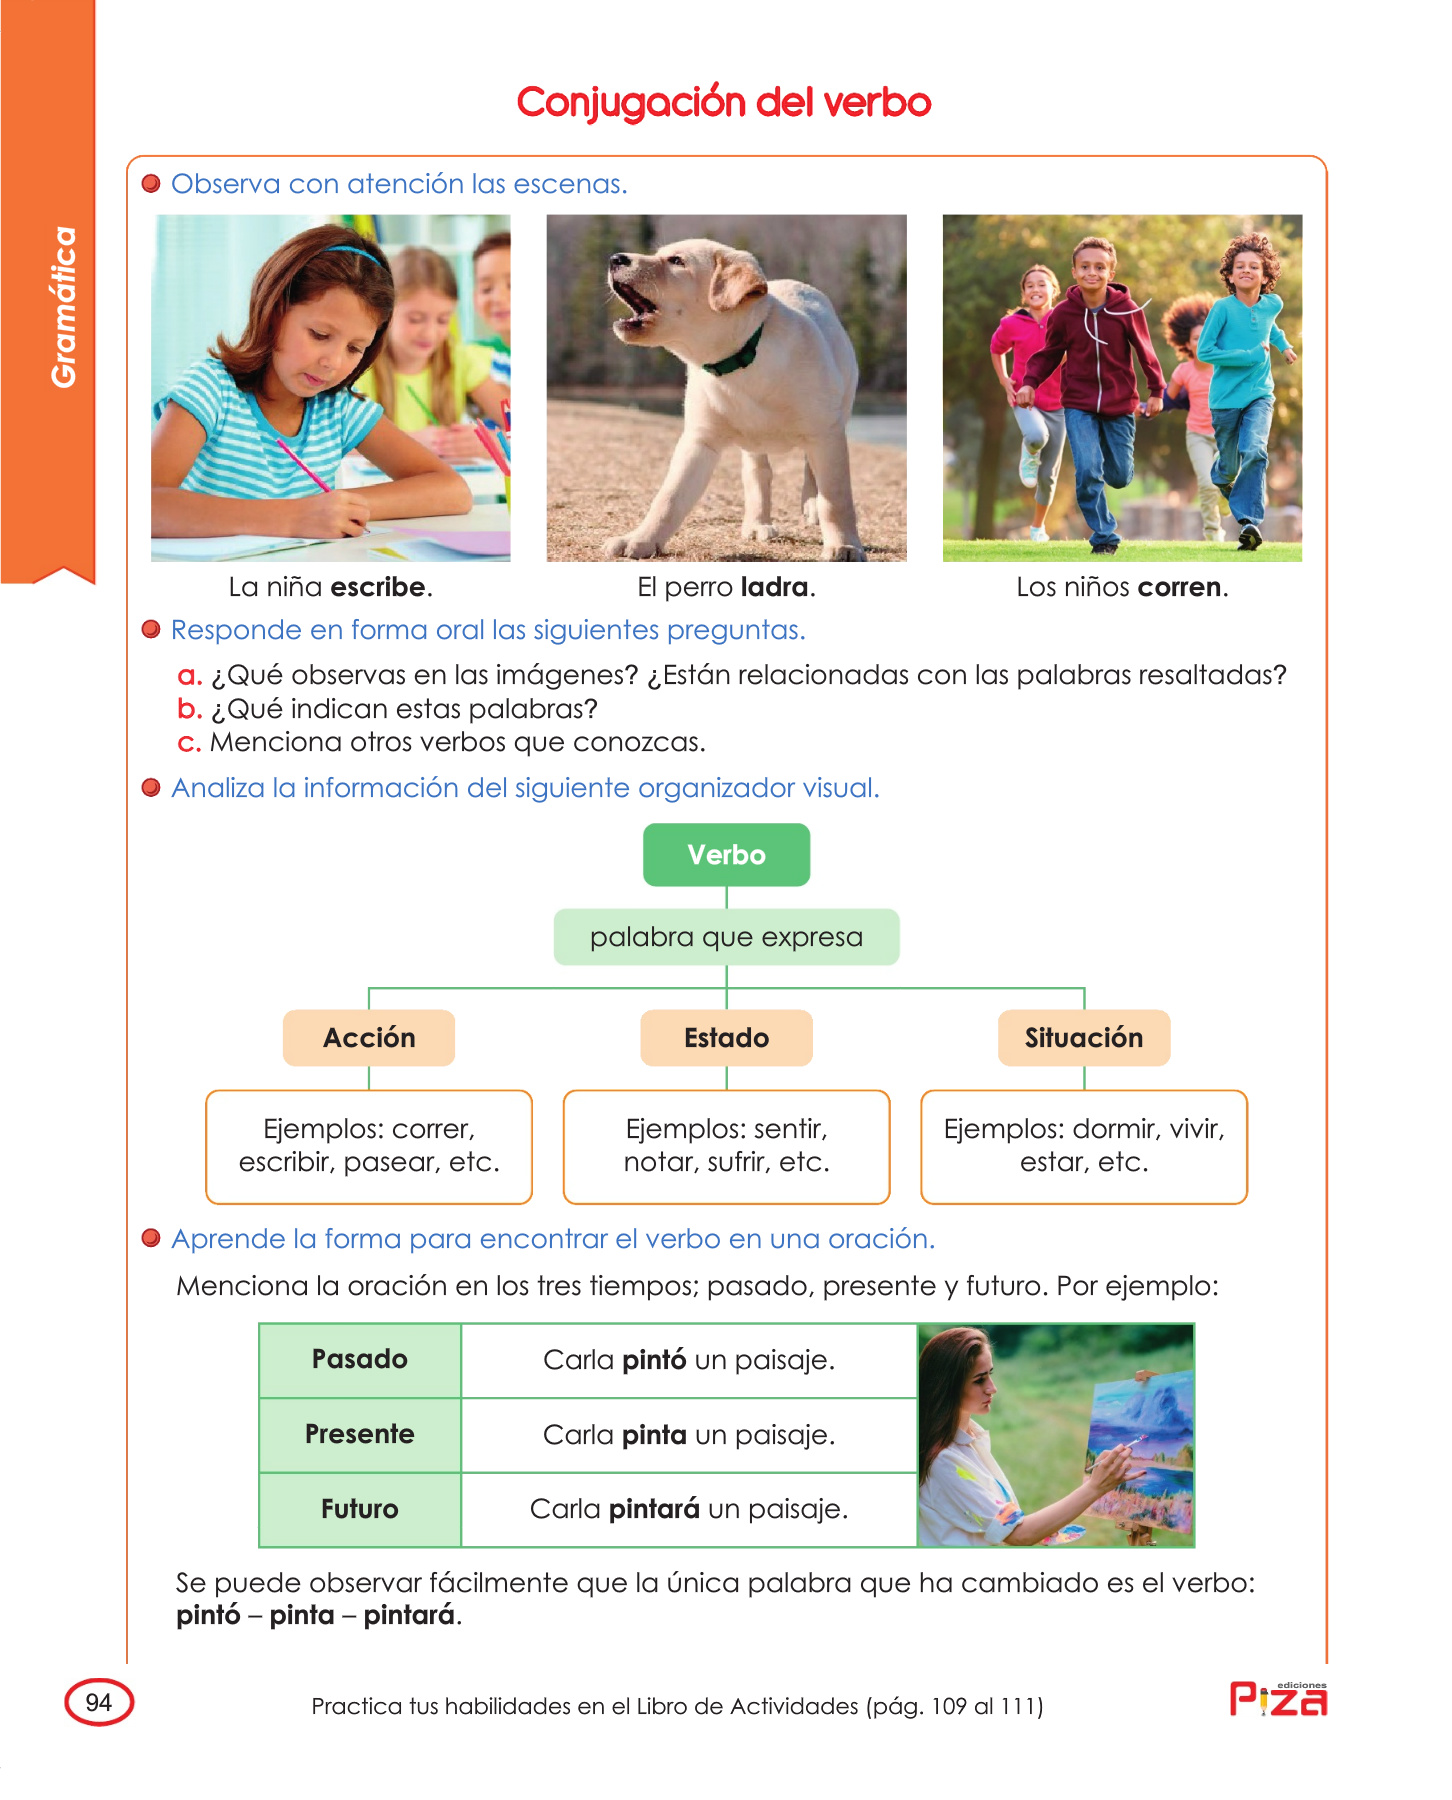 Gramática
Conjugación del verbo
Observa con atención las escenas.
La niña escribe.
El perro ladra.
Los niños corren.
Responde en forma oral las siguientes preguntas.
a. ¿Qué observas en las imágenes? ¿Están relacionadas con las palabras resaltadas?
b. ¿Qué indican estas palabras?
c. Menciona otros verbos que conozcas.
Analiza la información del siguiente organizador visual.
Verbo
palabra que expresa
Acción
Estado
Situación
Ejemplos: correr,
escribir, pasear, etc.
Ejemplos: sentir,
notar, sufrir, etc.
Ejemplos: dormir, vivir,
estar, etc.
Aprende la forma para encontrar el verbo en una oración.
Menciona la oración en los tres tiempos; pasado, presente y futuro. Por ejemplo:
Pasado
Carla pintó un paisaje.
Presente
Carla pinta un paisaje.
Futuro
Carla pintará un paisaje.
Se puede observar fácilmente que la única palabra que ha cambiado es el verbo:
pintó – pinta – pintará.
94
Practica tus habilidades en el Libro de Actividades (pág. 109 al 111)
ediciones
Piza